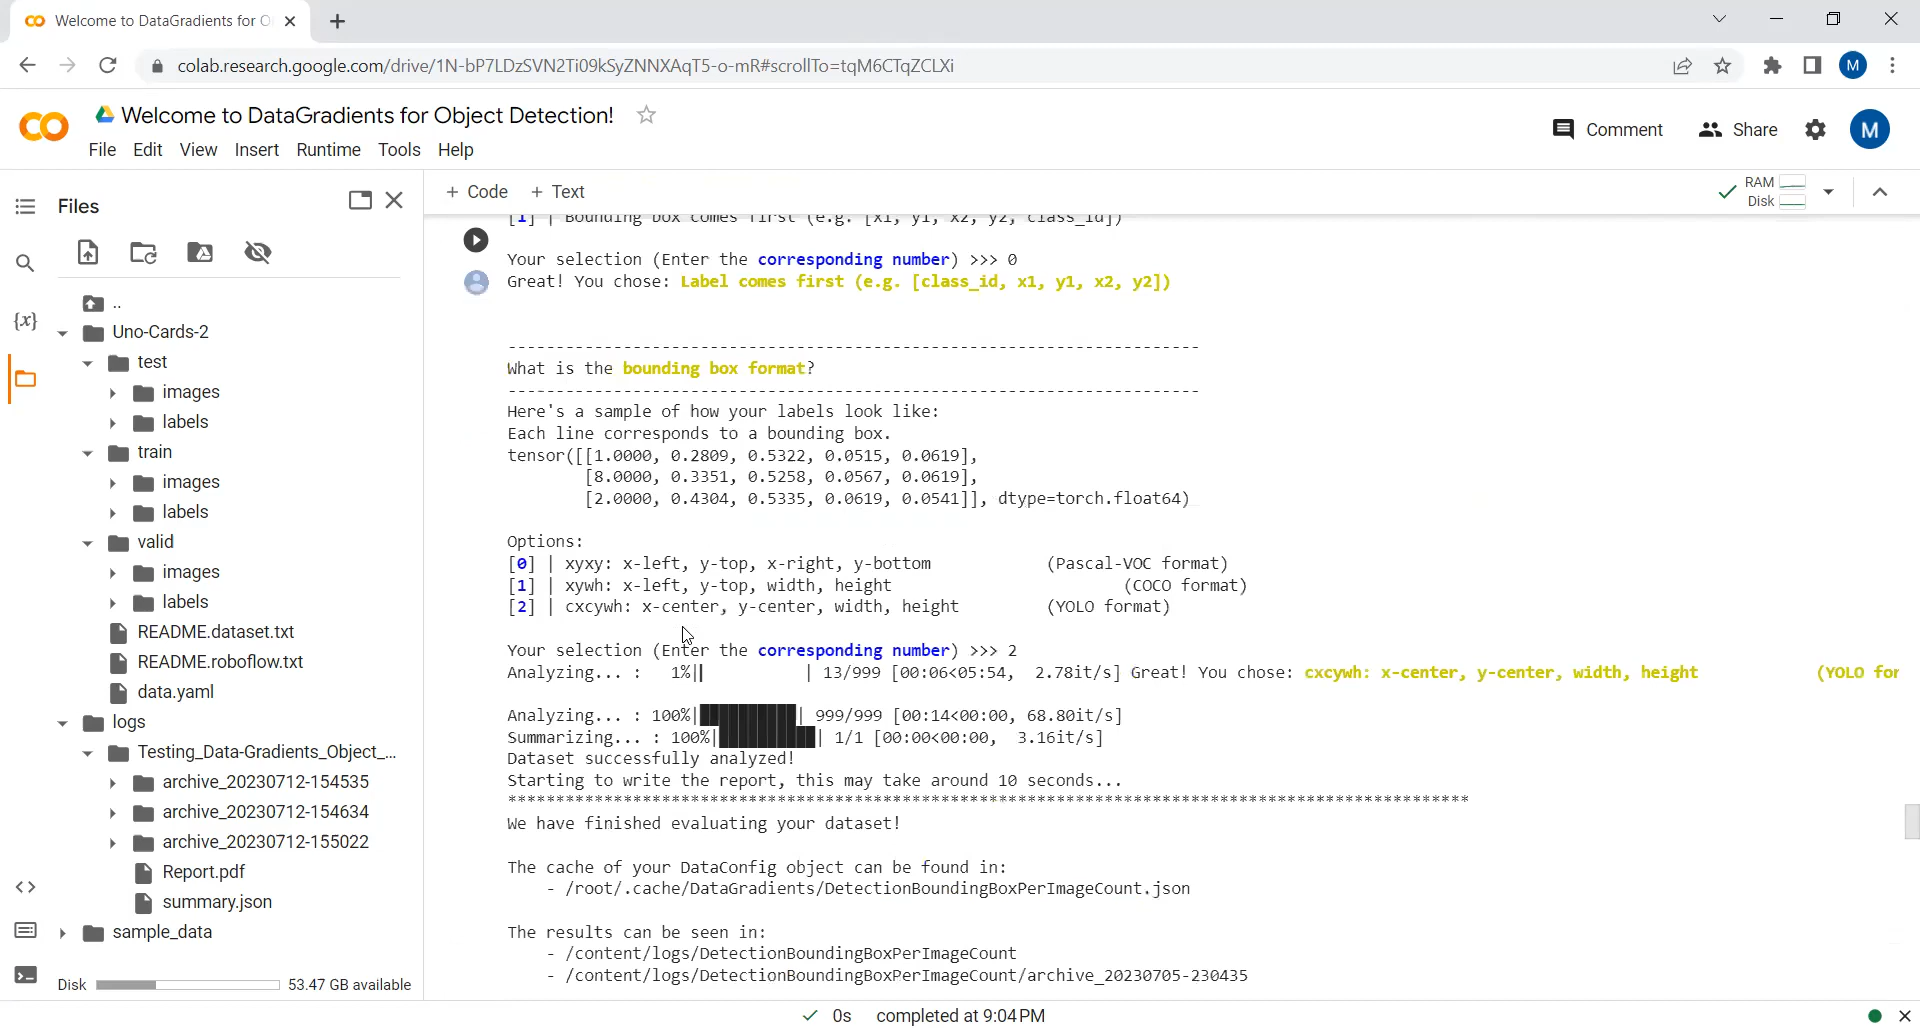 Welcome to DataGradients for O
colab.research.google.com/drive/1N-bP7LDzSVN2Ti09kSyZNNXAqT5-o-mR#scrollTo=tqM6CTqZCLXi
M
Welcome to DataGradients for Object Detection!
File Edit View Insert Runtime Tools Help
Comment
Share
M
Files
+ Code + Text
RAM
Disk
..
Uno-Cards-2
test
images
labels
train
images
labels
valid
images
labels
README.dataset.txt
README.roboflow.txt
data.yaml
logs
Testing_Data-Gradients_Object_...
archive_20230712-154535
archive_20230712-154634
archive_20230712-155022
Report.pdf
summary.json
sample_data
Disk 53.47 GB available
{x}
<>
[1] | Bounding box comes first (e.g. [x1, y1, x2, y2, class_id])
Your selection (Enter the corresponding number) >>> 0
Great! You chose: Label comes first (e.g. [class_id, x1, y1, x2, y2])
------------------------------------------------------------------------
What is the bounding box format?
------------------------------------------------------------------------
Here's a sample of how your labels look like:
Each line corresponds to a bounding box.
tensor([[1.0000, 0.2809, 0.5322, 0.0515, 0.0619],
[8.0000, 0.3351, 0.5258, 0.0567, 0.0619],
[2.0000, 0.4304, 0.5335, 0.0619, 0.0541]], dtype=torch.float64)
Options:
[0] | xyxy: x-left, y-top, x-right, y-bottom (Pascal-VOC format)
[1] | xywh: x-left, y-top, width, height (COCO format)
[2] | cxcywh: x-center, y-center, width, height (YOLO format)
Your selection (Enter the corresponding number) >>> 2
Analyzing... : 1%|| | 13/999 [00:06<05:54, 2.78it/s] Great! You chose: cxcywh: x-center, y-center, width, height (YOLO for
Analyzing... : 100%|██████████| 999/999 [00:14<00:00, 68.80it/s]
Summarizing... : 100%|██████████| 1/1 [00:00<00:00, 3.16it/s]
Dataset successfully analyzed!
Starting to write the report, this may take around 10 seconds...
****************************************************************************************************
We have finished evaluating your dataset!
The cache of your DataConfig object can be found in:
- /root/.cache/DataGradients/DetectionBoundingBoxPerImageCount.json
The results can be seen in:
- /content/logs/DetectionBoundingBoxPerImageCount
- /content/logs/DetectionBoundingBoxPerImageCount/archive_20230705-230435
0s completed at 9:04 PM